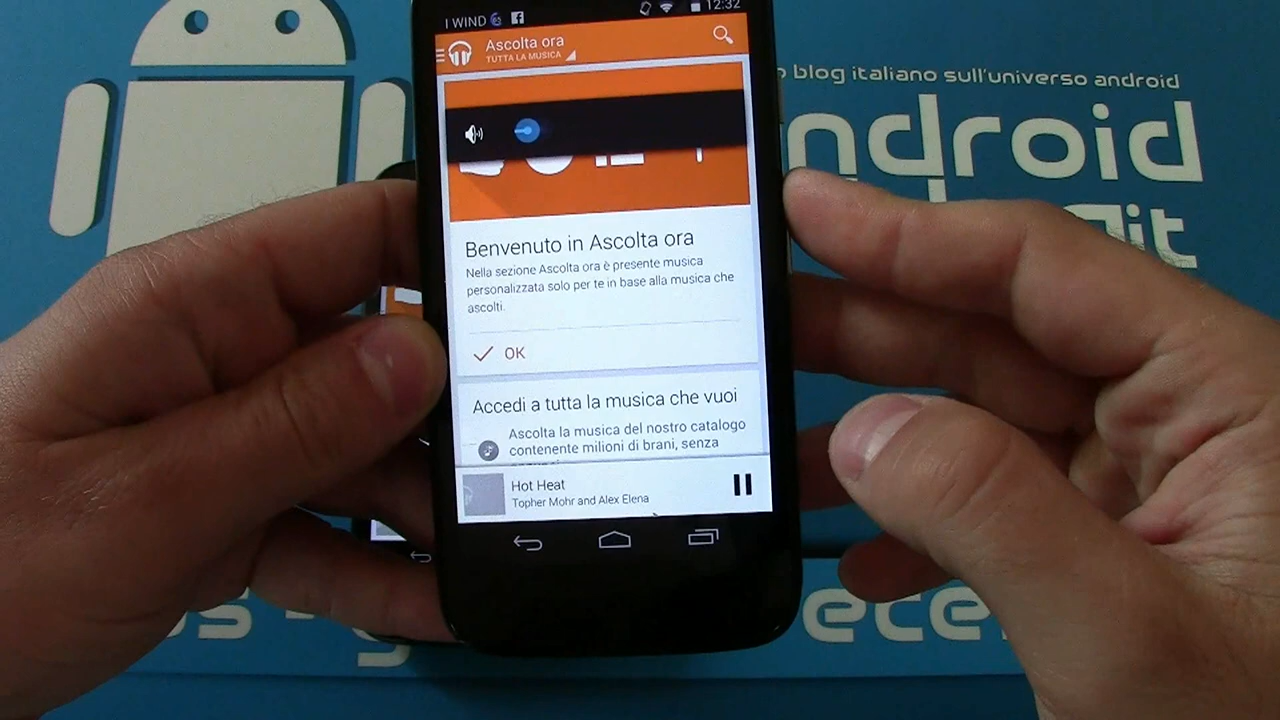 I WIND
12:32
Ascolta ora
TUTTA LA MUSICA
blog italiano sull'universo android
ndroid
it
Benvenuto in Ascolta ora
Nella sezione Ascolta ora è presente musica
personalizzata solo per te in base alla musica che
ascolti.
OK
Accedi a tutta la musica che vuoi
Ascolta la musica del nostro catalogo
contenente milioni di brani, senza
Hot Heat
Topher Mohr and Alex Elena